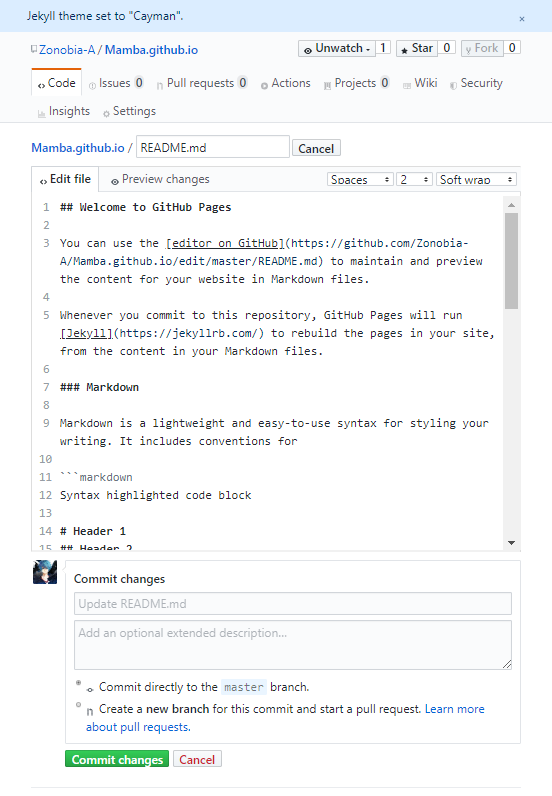 Jekyll theme set to "Cayman". ×
Zonobia-A / Mamba.github.io Unwatch 1 Star 0 Fork 0
Code Issues 0 Pull requests 0 Actions Projects 0 Wiki Security
Insights Settings
Mamba.github.io / README.md Cancel
Edit file Preview changes Spaces 2 Soft wrap
1 ## Welcome to GitHub Pages
2
3 You can use the [editor on GitHub](https://github.com/Zonobia-
A/Mamba.github.io/edit/master/README.md) to maintain and preview
the content for your website in Markdown files.
4
5 Whenever you commit to this repository, GitHub Pages will run
[Jekyll](https://jekyllrb.com/) to rebuild the pages in your site,
from the content in your Markdown files.
6
7 ### Markdown
8
9 Markdown is a lightweight and easy-to-use syntax for styling your
writing. It includes conventions for
10
11 ```markdown
12 Syntax highlighted code block
13
14 # Header 1
15 ## Header 2
Commit changes
Update README.md
Add an optional extended description...
Commit directly to the master branch.
Create a new branch for this commit and start a pull request. Learn more
about pull requests.
Commit changes Cancel